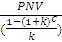 PNV
(1−(1+k)^C / k)